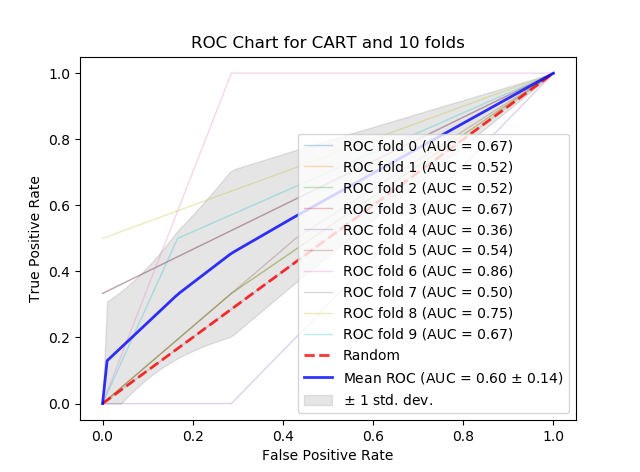 ROC Chart for CART and 10 folds
True Positive Rate
1.0
0.8
0.6
0.4
0.2
0.0
ROC fold 0 (AUC = 0.67)
ROC fold 1 (AUC = 0.52)
ROC fold 2 (AUC = 0.52)
ROC fold 3 (AUC = 0.67)
ROC fold 4 (AUC = 0.36)
ROC fold 5 (AUC = 0.54)
ROC fold 6 (AUC = 0.86)
ROC fold 7 (AUC = 0.50)
ROC fold 8 (AUC = 0.75)
ROC fold 9 (AUC = 0.67)
Random
Mean ROC (AUC = 0.60 ± 0.14)
± 1 std. dev.
0.0 0.2 0.4 0.6 0.8 1.0
False Positive Rate